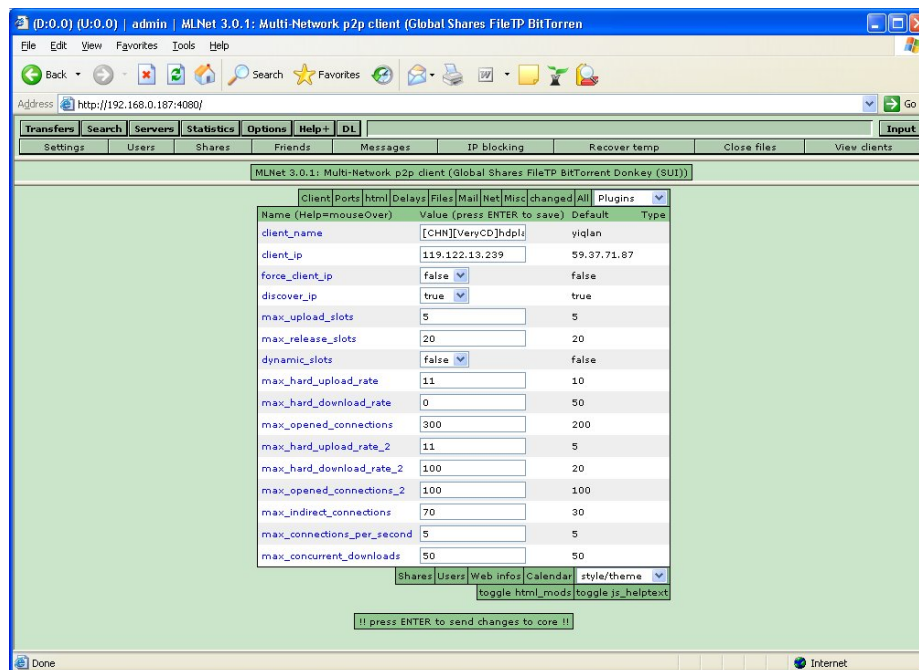 (D:0.0) (U:0.0) | admin | MLNet 3.0.1: Multi-Network p2p client (Global Shares FileTP BitTorren
File Edit View Favorites Tools Help
Back Search Favorites
Address http://192.168.0.187:4080/ Go
Transfers Search Servers Statistics Options Help+ DL Input
Settings Users Shares Friends Messages IP blocking Recover temp Close files View clients
MLNet 3.0.1: Multi-Network p2p client (Global Shares FileTP BitTorrent Donkey (SUI))
Client Ports html Delays Files Mail Net Misc changed All Plugins
Name (Help=mouseOver) Value (press ENTER to save) Default Type
client_name [CHN][VeryCD]hdpla yiqlan
client_ip 119.122.13.239 59.37.71.87
force_client_ip false false
discover_ip true true
max_upload_slots 5 5
max_release_slots 20 20
dynamic_slots false false
max_hard_upload_rate 11 10
max_hard_download_rate 0 50
max_opened_connections 300 200
max_hard_upload_rate_2 11 5
max_hard_download_rate_2 100 20
max_opened_connections_2 100 100
max_indirect_connections 70 30
max_connections_per_second 5 5
max_concurrent_downloads 50 50
Shares Users Web infos Calendar style/theme
toggle html_mods toggle js_helptext
!! press ENTER to send changes to core !!
Done Internet